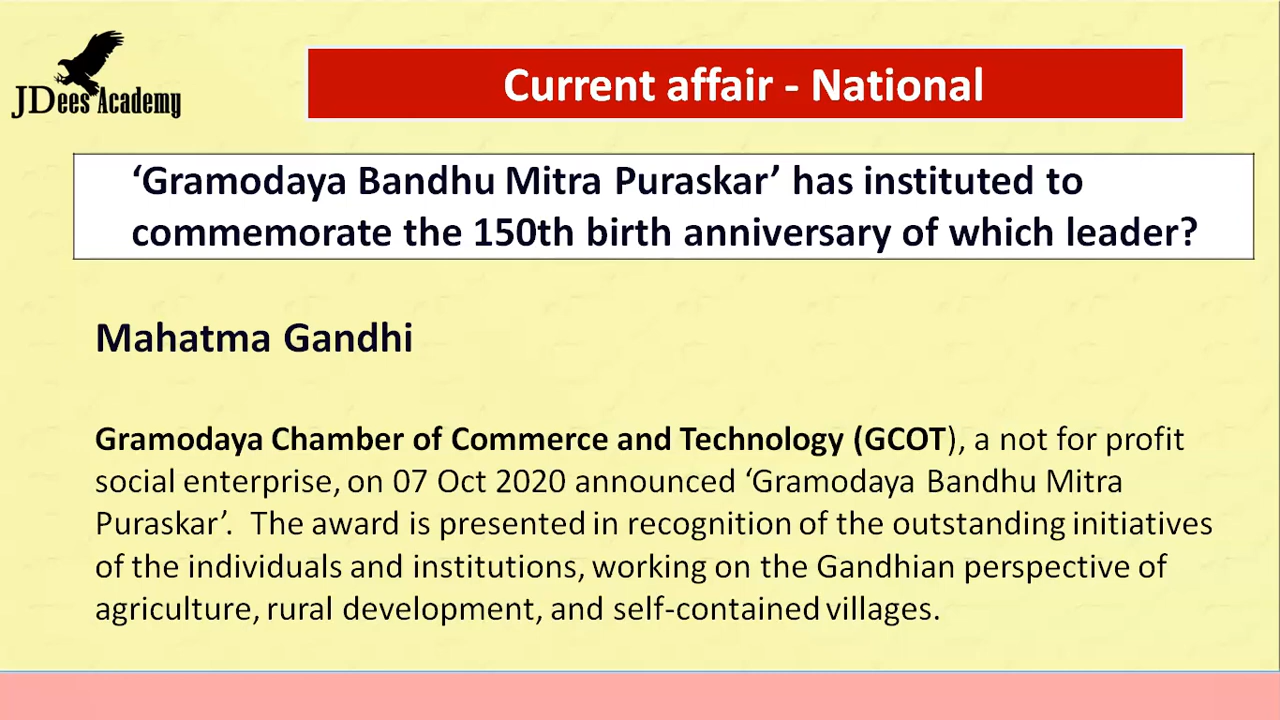 JDees Academy
Current affair - National
‘Gramodaya Bandhu Mitra Puraskar’ has instituted to
commemorate the 150th birth anniversary of which leader?
Mahatma Gandhi
Gramodaya Chamber of Commerce and Technology (GCOT), a not for profit
social enterprise, on 07 Oct 2020 announced ‘Gramodaya Bandhu Mitra
Puraskar’. The award is presented in recognition of the outstanding initiatives
of the individuals and institutions, working on the Gandhian perspective of
agriculture, rural development, and self-contained villages.